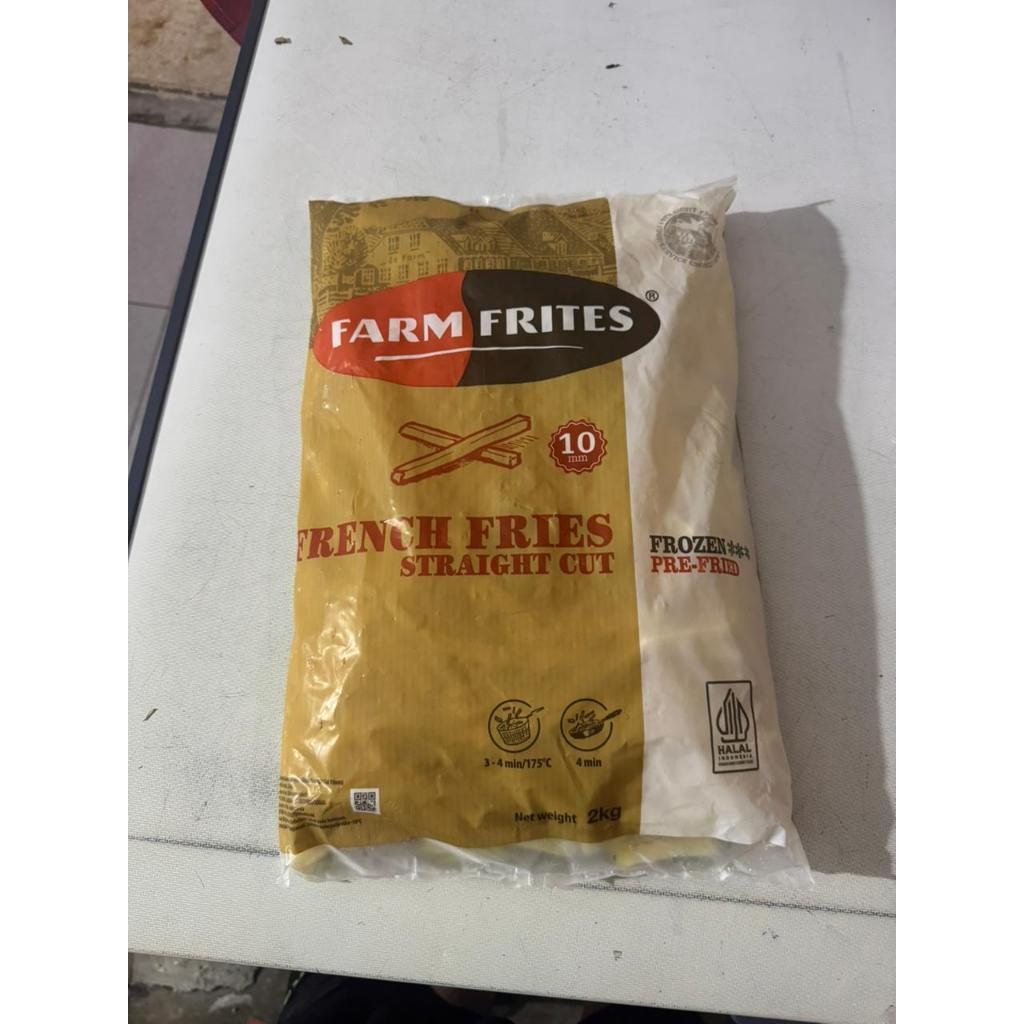 FARM FRITES®
10
mm
FRENCH FRIES
STRAIGHT CUT
FROZEN***
PRE-FRIED
3 - 4 min/175°C
4 min
HALAL
INDONESIA
Net weight 2kg